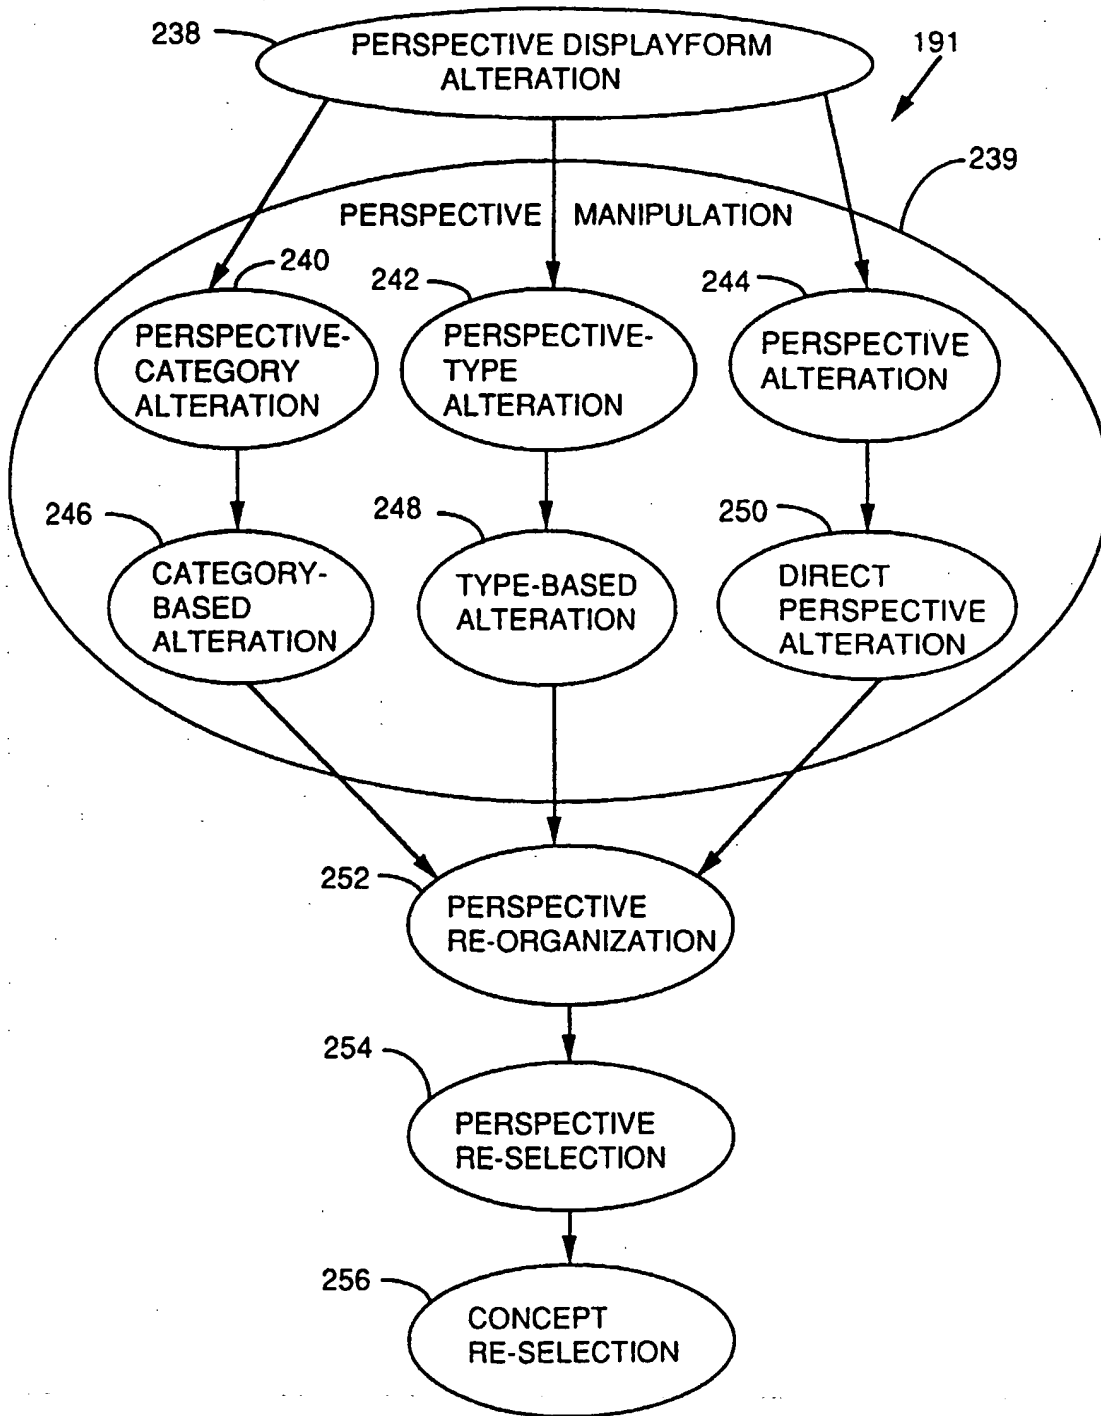 238
PERSPECTIVE DISPLAYFORM
ALTERATION
191
239
PERSPECTIVE MANIPULATION
240
242
244
PERSPECTIVE-
CATEGORY
ALTERATION
PERSPECTIVE-
TYPE
ALTERATION
PERSPECTIVE
ALTERATION
246
248
250
CATEGORY-
BASED
ALTERATION
TYPE-BASED
ALTERATION
DIRECT
PERSPECTIVE
ALTERATION
252
PERSPECTIVE
RE-ORGANIZATION
254
PERSPECTIVE
RE-SELECTION
256
CONCEPT
RE-SELECTION